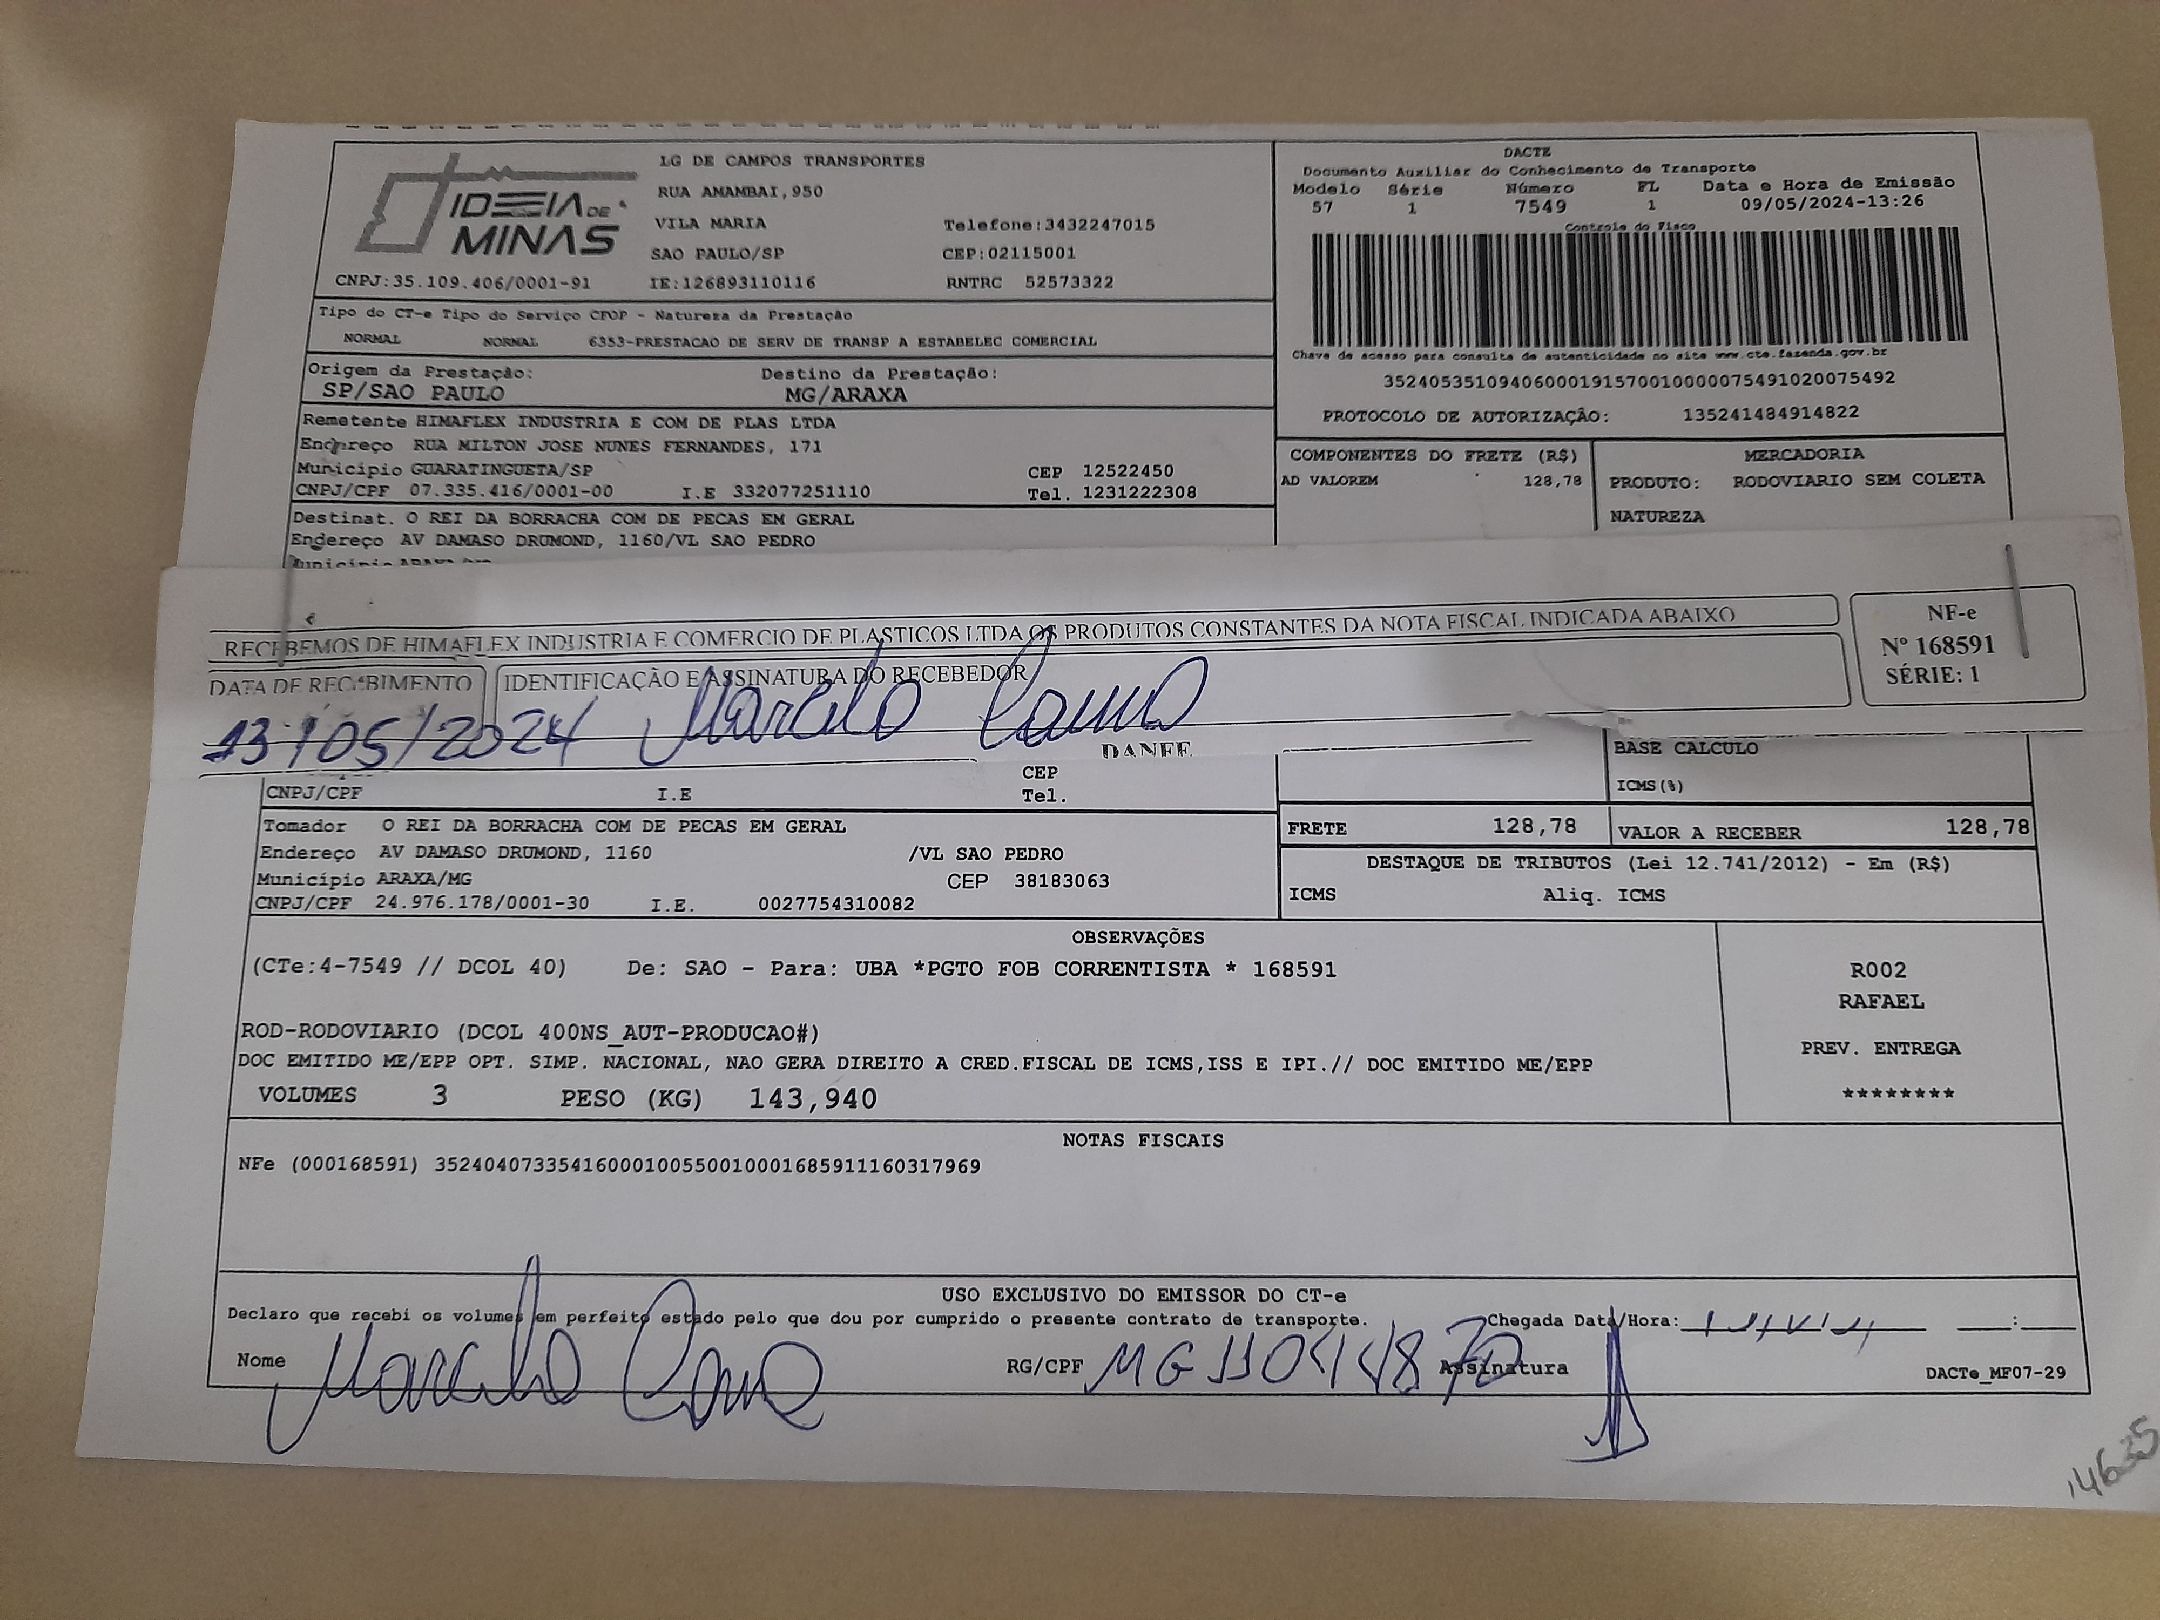 IDEIA DE MINAS
LG DE CAMPOS TRANSPORTES
RUA AMAMBAI,950
VILA MARIA Telefone:3432247015
SAO PAULO/SP CEP:02115001
CNPJ:35.109.406/0001-91 IE:126893110116 RNTRC 52573322
DACTE
Documento Auxiliar do Conhecimento de Transporte
Modelo Série Número FL Data e Hora de Emissão
57 1 7549 1 09/05/2024-13:26
Controle do Fisco
Chave de acesso para consulta de autenticidade no site www.cte.fazenda.gov.br
35240535109406000191570010000075491020075492
PROTOCOLO DE AUTORIZAÇÃO: 135241484914822
Tipo do CT-e Tipo do Serviço CFOP - Natureza da Prestação
NORMAL NORMAL 6353-PRESTACAO DE SERV DE TRANSP A ESTABELEC COMERCIAL
Origem da Prestação: Destino da Prestação:
SP/SAO PAULO MG/ARAXA
Remetente HIMAFLEX INDUSTRIA E COM DE PLAS LTDA
Endereço RUA MILTON JOSE NUNES FERNANDES, 171
Município GUARATINGUETA/SP CEP 12522450
CNPJ/CPF 07.335.416/0001-00 I.E 332077251110 Tel. 1231222308
COMPONENTES DO FRETE (R$) MERCADORIA
AD VALOREM 128,78 PRODUTO: RODOVIARIO SEM COLETA
NATUREZA
Destinat. O REI DA BORRACHA COM DE PECAS EM GERAL
Endereço AV DAMASO DRUMOND, 1160/VL SAO PEDRO
RECEBEMOS DE HIMAFLEX INDUSTRIA E COMERCIO DE PLASTICOS LTDA OS PRODUTOS CONSTANTES DA NOTA FISCAL INDICADA ABAIXO
NF-e
Nº 168591
SÉRIE: 1
DATA DE RECEBIMENTO IDENTIFICAÇÃO E ASSINATURA DO RECEBEDOR
13/05/2024 Marcelo
DANFE
BASE CALCULO
ICMS(%)
CEP
CNPJ/CPF I.E Tel.
Tomador O REI DA BORRACHA COM DE PECAS EM GERAL
Endereço AV DAMASO DRUMOND, 1160 /VL SAO PEDRO
Município ARAXA/MG CEP 38183063
CNPJ/CPF 24.976.178/0001-30 I.E. 0027754310082
FRETE 128,78 VALOR A RECEBER 128,78
DESTAQUE DE TRIBUTOS (Lei 12.741/2012) - Em (R$)
ICMS Aliq. ICMS
OBSERVAÇÕES
(CTe:4-7549 // DCOL 40) De: SAO - Para: UBA *PGTO FOB CORRENTISTA * 168591
ROD-RODOVIARIO (DCOL 400NS_AUT-PRODUCAO#)
DOC EMITIDO ME/EPP OPT. SIMP. NACIONAL, NAO GERA DIREITO A CRED.FISCAL DE ICMS,ISS E IPI.// DOC EMITIDO ME/EPP
VOLUMES 3 PESO (KG) 143,940
R002
RAFAEL
PREV. ENTREGA
********
NOTAS FISCAIS
NFe (000168591) 35240407335416000100550010001685911160317969
USO EXCLUSIVO DO EMISSOR DO CT-e
Declaro que recebi os volumes em perfeito estado pelo que dou por cumprido o presente contrato de transporte. Chegada Data/Hora:
Nome Marcelo RG/CPF Assinatura
DACTe_MF07-29
14635